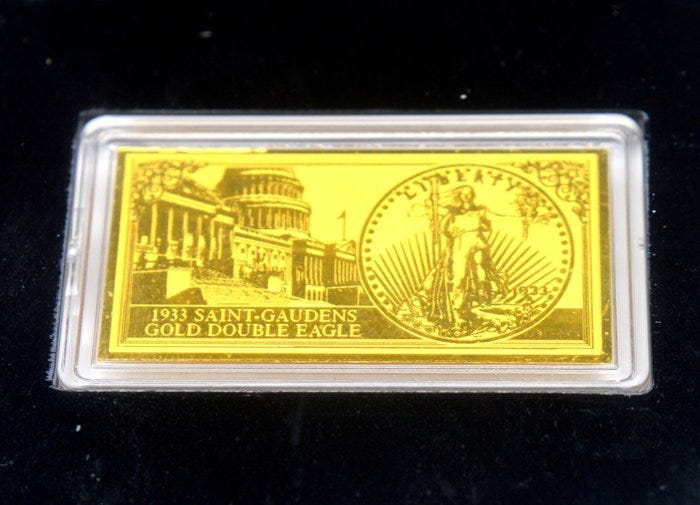 LIBERTY
1933
1933 SAINT-GAUDENS
GOLD DOUBLE EAGLE